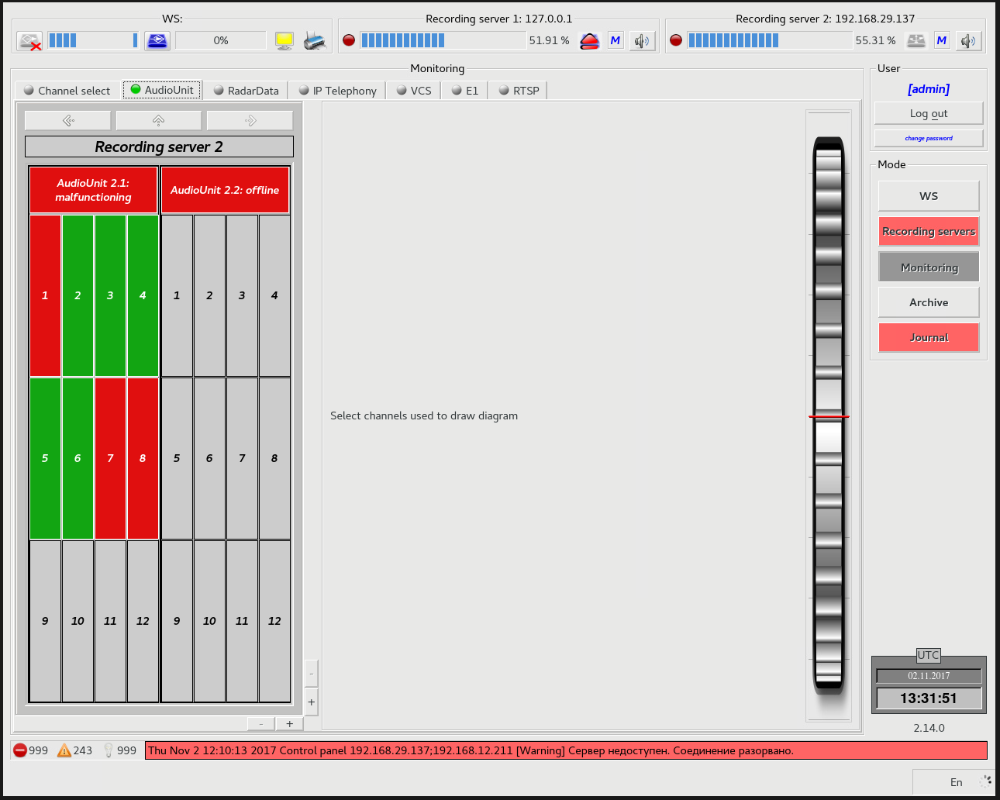 WS:
Recording server 1: 127.0.0.1
Recording server 2: 192.168.29.137
0%
51.91 %
M
55.31 %
M
Monitoring
Channel select
AudioUnit
RadarData
IP Telephony
VCS
E1
RTSP
Recording server 2
AudioUnit 2.1:
malfunctioning
AudioUnit 2.2: offline
1 2 3 4 1 2 3 4
5 6 7 8 5 6 7 8
9 10 11 12 9 10 11 12
-
+
- +
Select channels used to draw diagram
User
[admin]
Log out
change password
Mode
WS
Recording servers
Monitoring
Archive
Journal
UTC
02.11.2017
13:31:51
2.14.0
999 243 999
Thu Nov 2 12:10:13 2017 Control panel 192.168.29.137;192.168.12.211 [Warning] Сервер недоступен. Соединение разорвано.
En